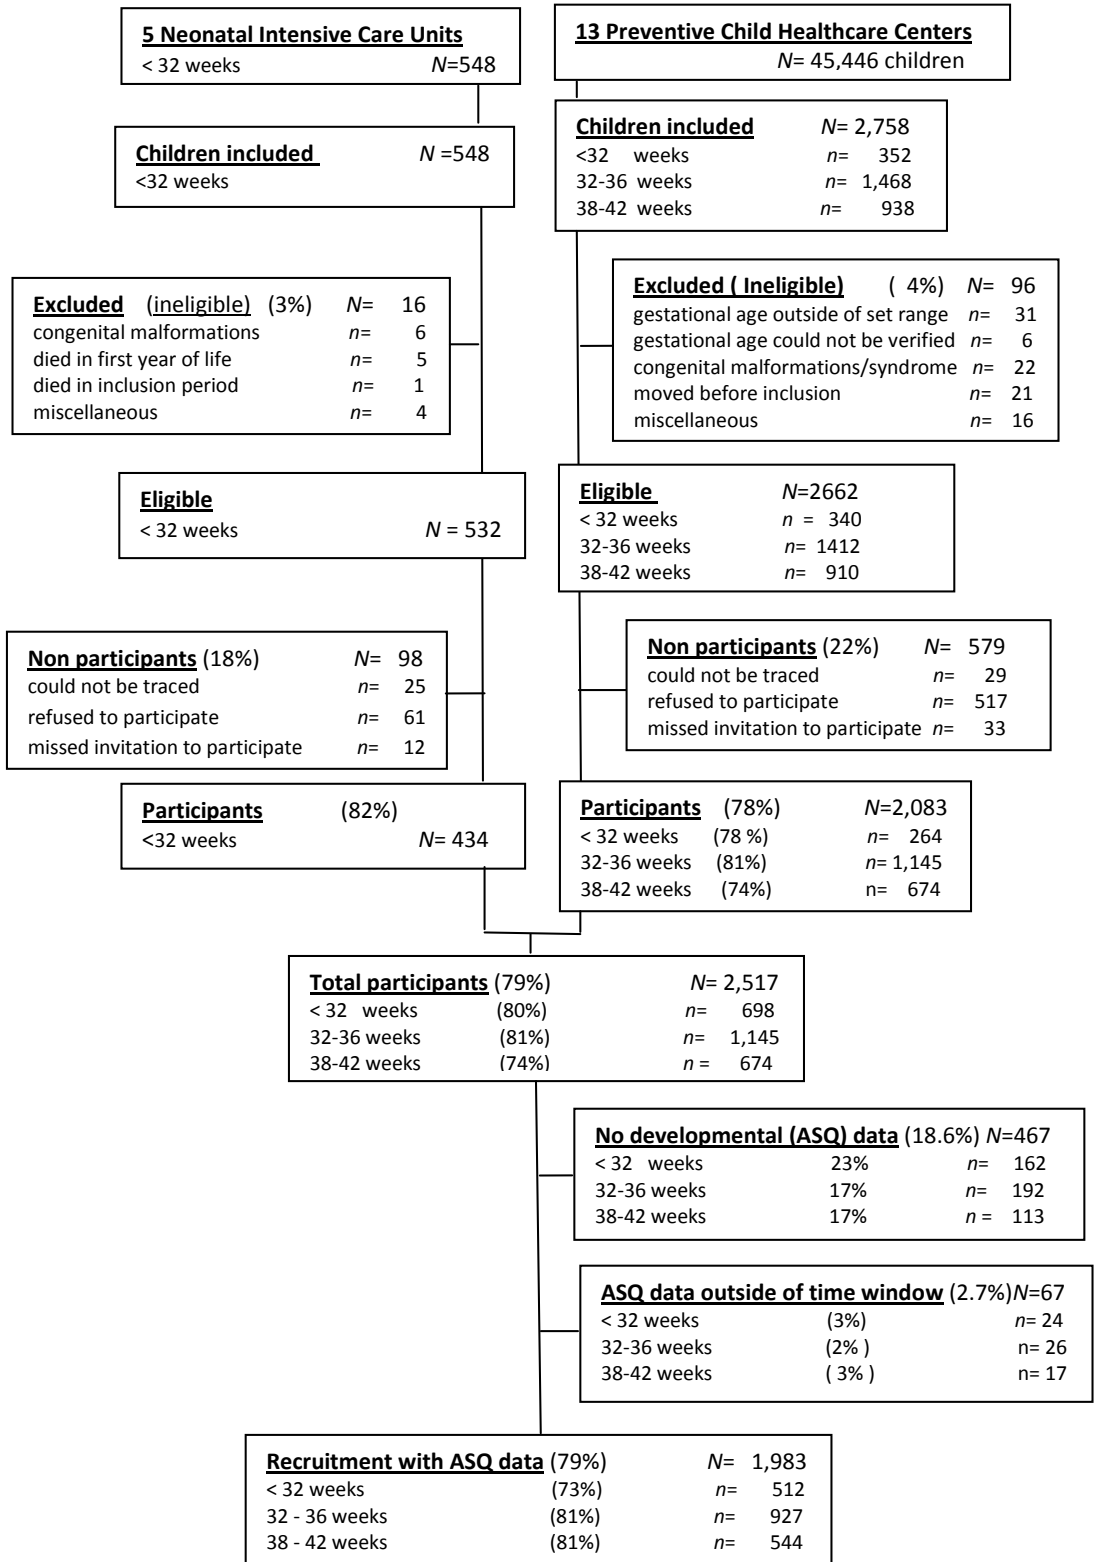 5 Neonatal Intensive Care Units
< 32 weeks N=548
13 Preventive Child Healthcare Centers
N= 45,446 children
Children included N =548
<32 weeks
Children included N= 2,758
<32 weeks n= 352
32-36 weeks n= 1,468
38-42 weeks n= 938
Excluded (ineligible) (3%) N= 16
congenital malformations n= 6
died in first year of life n= 5
died in inclusion period n= 1
miscellaneous n= 4
Excluded ( Ineligible) ( 4%) N= 96
gestational age outside of set range n= 31
gestational age could not be verified n= 6
congenital malformations/syndrome n= 22
moved before inclusion n= 21
miscellaneous n= 16
Eligible
< 32 weeks N = 532
Eligible N=2662
< 32 weeks n = 340
32-36 weeks n= 1412
38-42 weeks n= 910
Non participants (18%) N= 98
could not be traced n= 25
refused to participate n= 61
missed invitation to participate n= 12
Non participants (22%) N= 579
could not be traced n= 29
refused to participate n= 517
missed invitation to participate n= 33
Participants (82%)
<32 weeks N= 434
Participants (78%) N=2,083
< 32 weeks (78 %) n= 264
32-36 weeks (81%) n= 1,145
38-42 weeks (74%) n= 674
Total participants (79%) N= 2,517
< 32 weeks (80%) n= 698
32-36 weeks (81%) n= 1,145
38-42 weeks (74%) n = 674
No developmental (ASQ) data (18.6%) N=467
< 32 weeks 23% n= 162
32-36 weeks 17% n= 192
38-42 weeks 17% n = 113
ASQ data outside of time window (2.7%)N=67
< 32 weeks (3%) n= 24
32-36 weeks (2% ) n= 26
38-42 weeks ( 3% ) n= 17
Recruitment with ASQ data (79%) N= 1,983
< 32 weeks (73%) n= 512
32 - 36 weeks (81%) n= 927
38 - 42 weeks (81%) n= 544